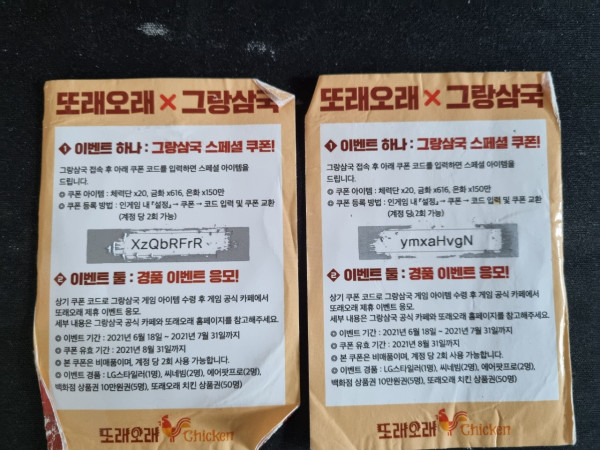 또래오래 × 그랑삼국
1 이벤트 하나 : 그랑삼국 스페셜 쿠폰!
그랑삼국 접속 후 아래 쿠폰 코드를 입력하면 스페셜 아이템을
드립니다.
쿠폰 아이템 : 체력단 x20, 금화 x616, 은화 x150만
쿠폰 등록 방법 : 인게임 내 『설정』 → 쿠폰 → 코드 입력 및 쿠폰 교환
(계정 당 2회 가능)
XzQbRFrR
2 이벤트 둘 : 경품 이벤트 응모!
상기 쿠폰 코드로 그랑삼국 게임 아이템 수령 후 게임 공식 카페에서
또래오래 제휴 이벤트 응모.
세부 내용은 그랑삼국 공식 카페와 또래오래 홈페이지를 참고해주세요.
이벤트 기간 : 2021년 6월 18일 ~ 2021년 7월 31일까지
쿠폰 유효 기간 : 2021년 8월 31일까지
본 쿠폰은 비매품이며, 계정 당 2회 사용 가능합니다.
이벤트 경품 : LG스타일러(1명), 씨네빔(2명), 에어팟프로(2명),
백화점 상품권 10만원권(5명), 또래오래 치킨 상품권(50명)
또래오래 Chicken
또래오래 × 그랑삼국
1 이벤트 하나 : 그랑삼국 스페셜 쿠폰!
그랑삼국 접속 후 아래 쿠폰 코드를 입력하면 스페셜 아이템을
드립니다.
쿠폰 아이템 : 체력단 x20, 금화 x616, 은화 x150만
쿠폰 등록 방법 : 인게임 내 『설정』 → 쿠폰 → 코드 입력 및 쿠폰 교환
(계정 당 2회 가능)
ymxaHvgN
2 이벤트 둘 : 경품 이벤트 응모!
상기 쿠폰 코드로 그랑삼국 게임 아이템 수령 후 게임 공식 카페에서
또래오래 제휴 이벤트 응모.
세부 내용은 그랑삼국 공식 카페와 또래오래 홈페이지를 참고해주세요.
이벤트 기간 : 2021년 6월 18일 ~ 2021년 7월 31일까지
쿠폰 유효 기간 : 2021년 8월 31일까지
본 쿠폰은 비매품이며, 계정 당 2회 사용 가능합니다.
이벤트 경품 : LG스타일러(1명), 씨네빔(2명), 에어팟프로(2명),
백화점 상품권 10만원권(5명), 또래오래 치킨 상품권(50명)
또래오래 Chicken